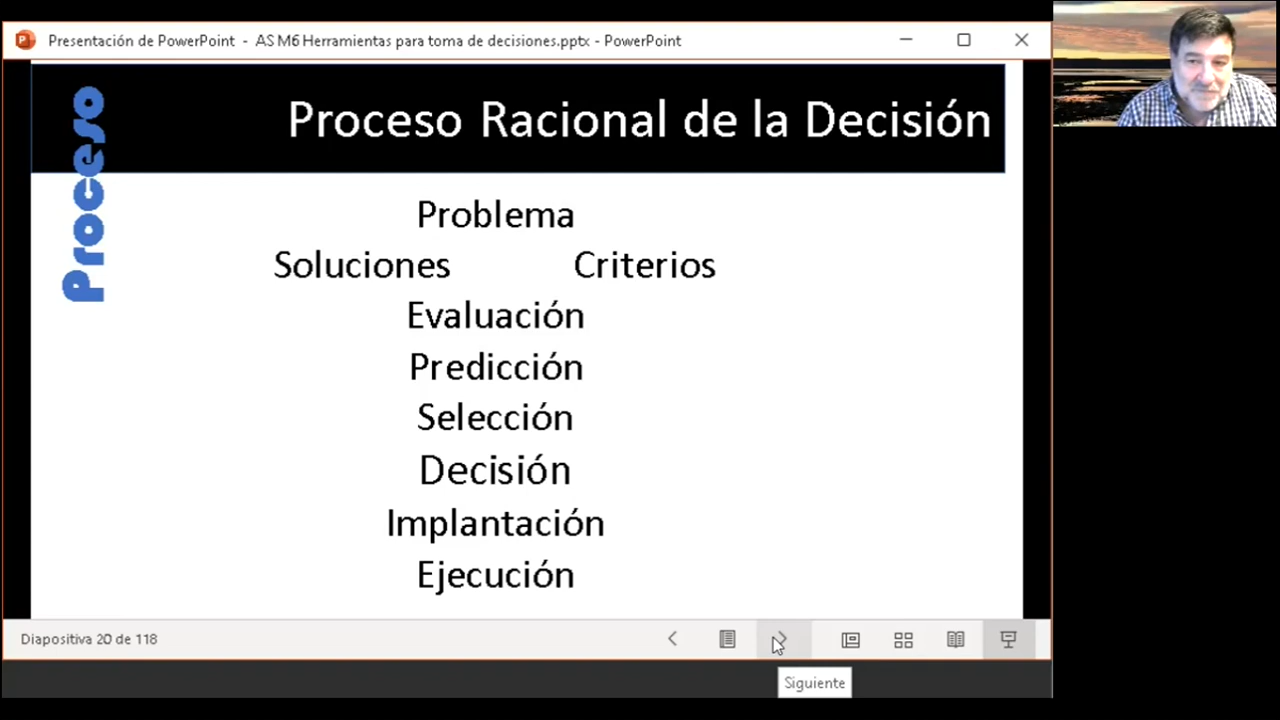 Presentación de PowerPoint - AS M6 Herramientas para toma de decisiones.pptx - PowerPoint
Proceso
Proceso Racional de la Decisión
Problema
Soluciones Criterios
Evaluación
Predicción
Selección
Decisión
Implantación
Ejecución
Diapositiva 20 de 118
Siguiente